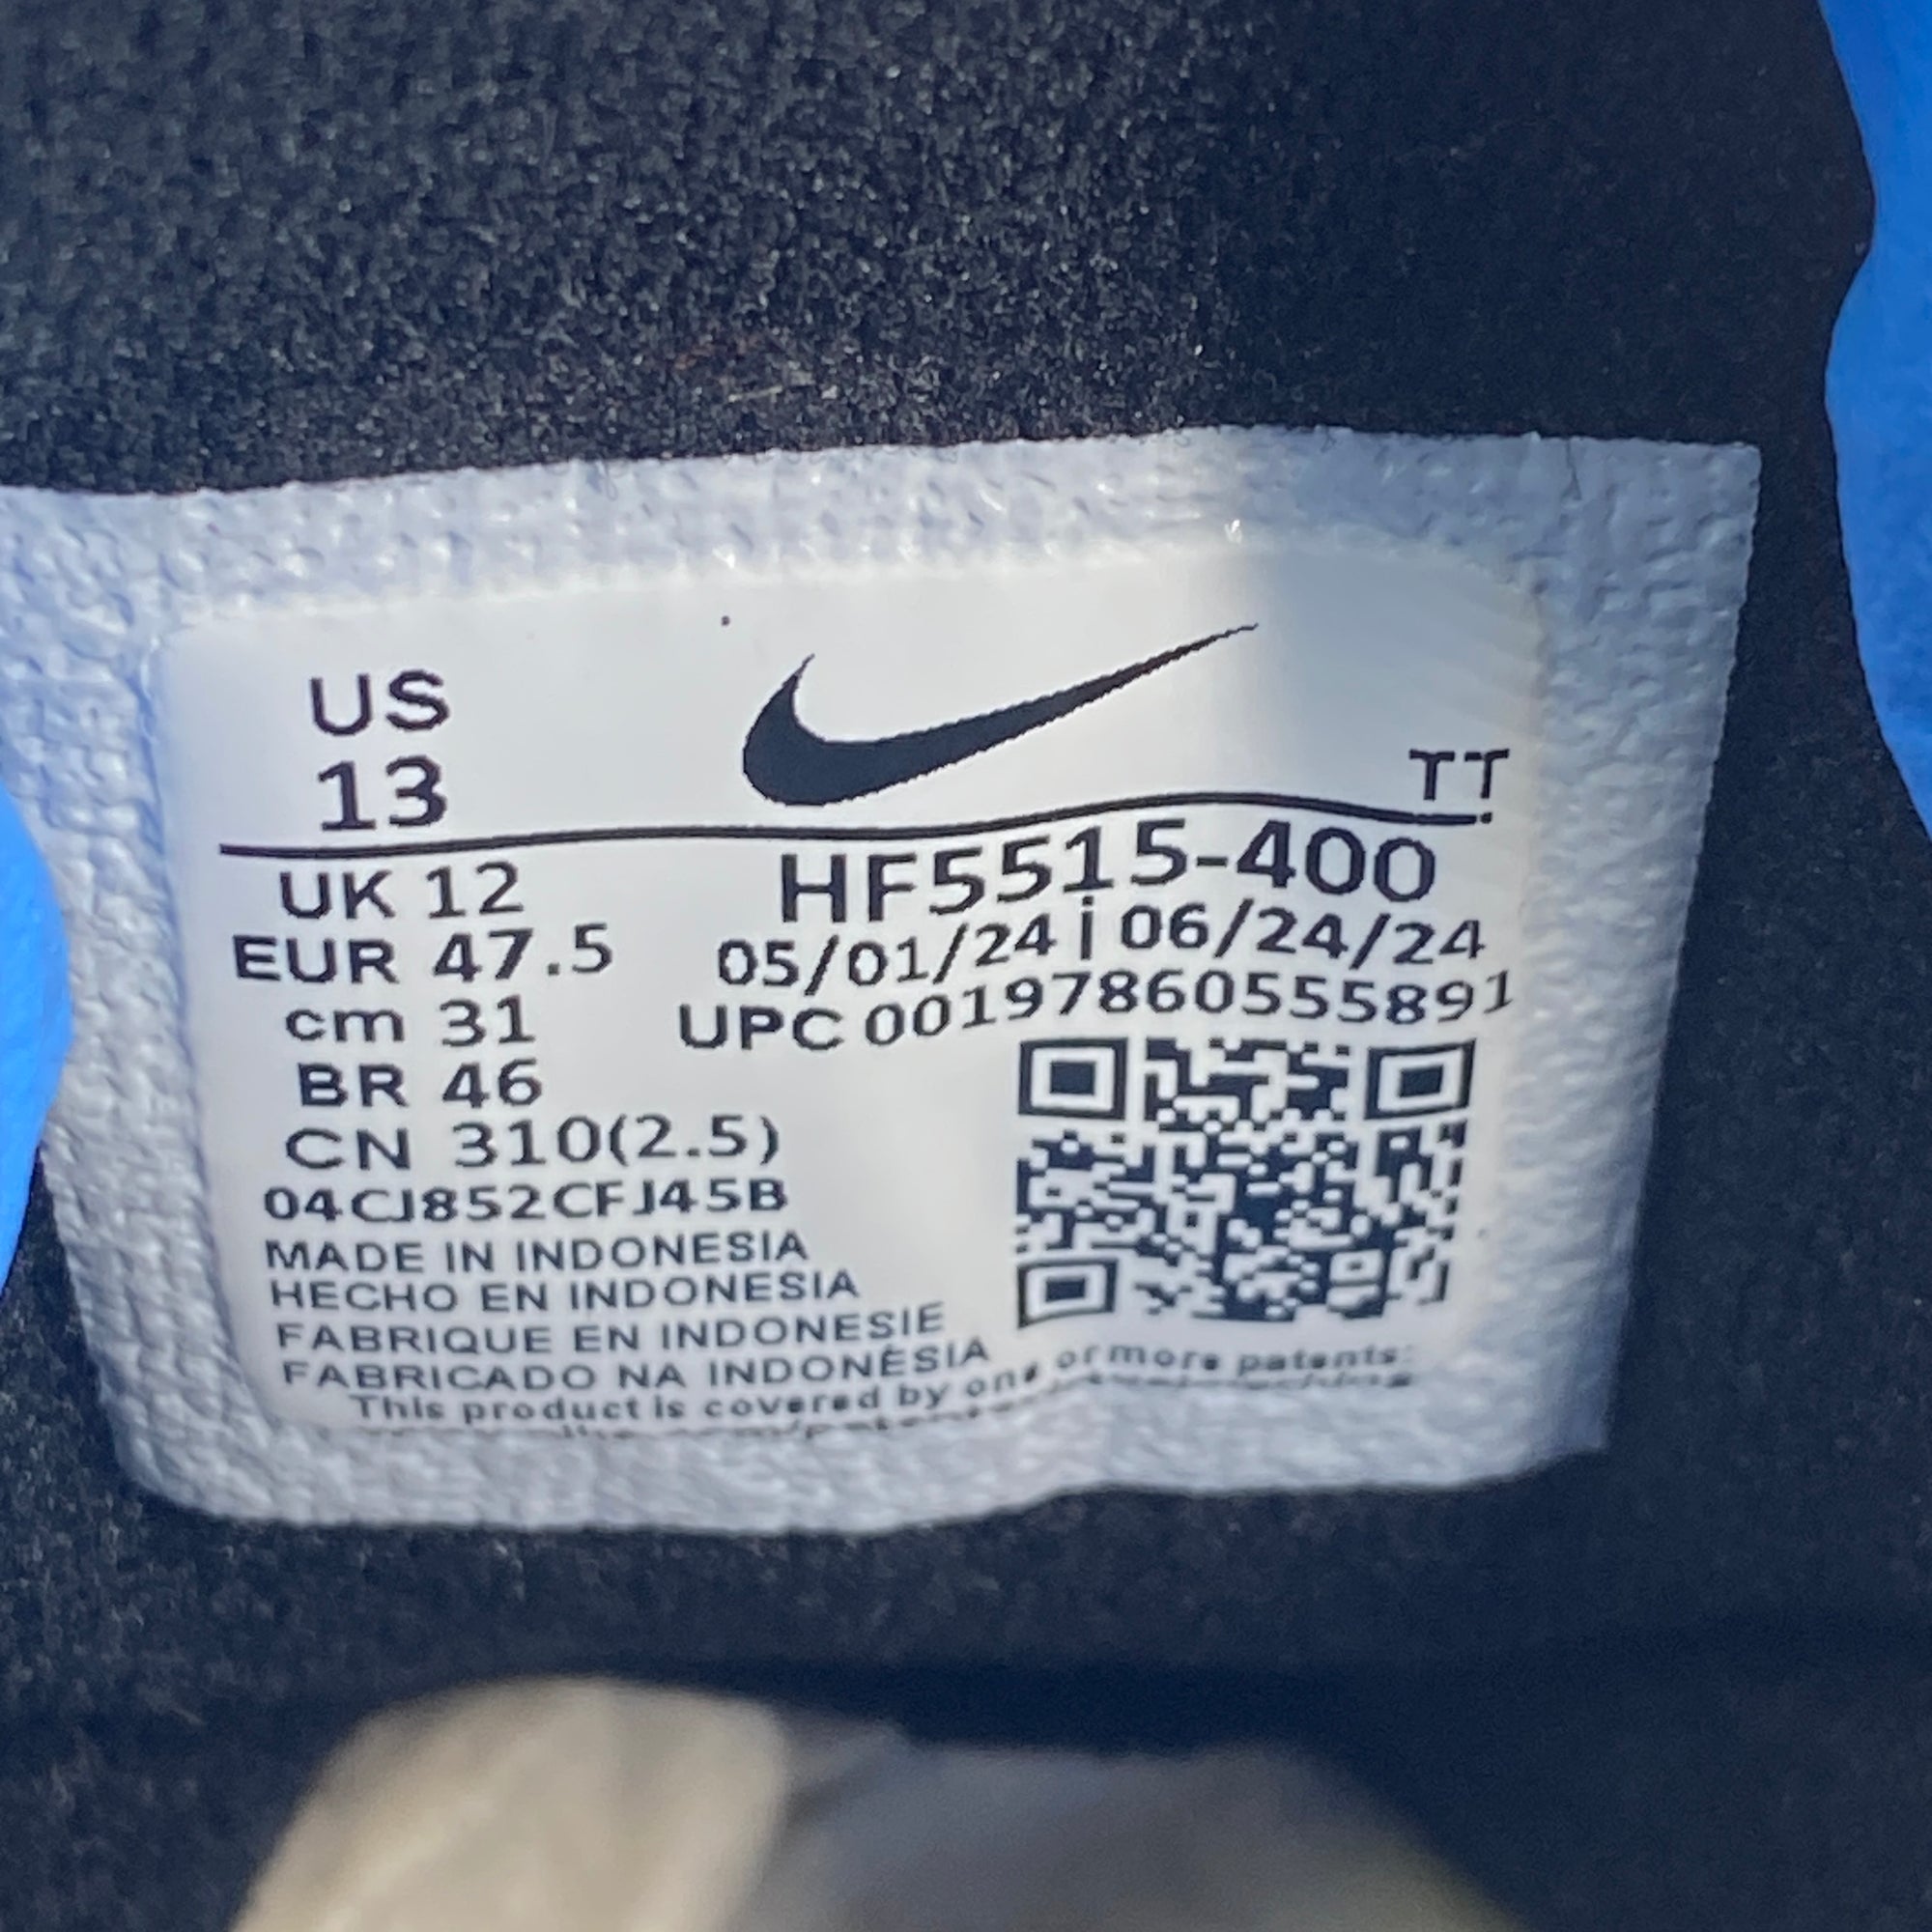 US
13
TT
UK 12
HF5515-400
EUR 47.5
05/01/24 | 06/24/24
cm 31
UPC 00197860555891
BR 46
CN 310(2.5)
04CJ852CFJ45B
MADE IN INDONESIA
HECHO EN INDONESIA
FABRIQUE EN INDONESIE
FABRICADO NA INDONÉSIA
This product is covered by one or more patents: